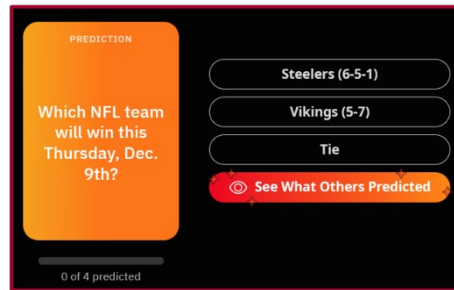 PREDICTION
Which NFL team
will win this
Thursday, Dec.
9th?
0 of 4 predicted
Steelers (6-5-1)
Vikings (5-7)
Tie
See What Others Predicted